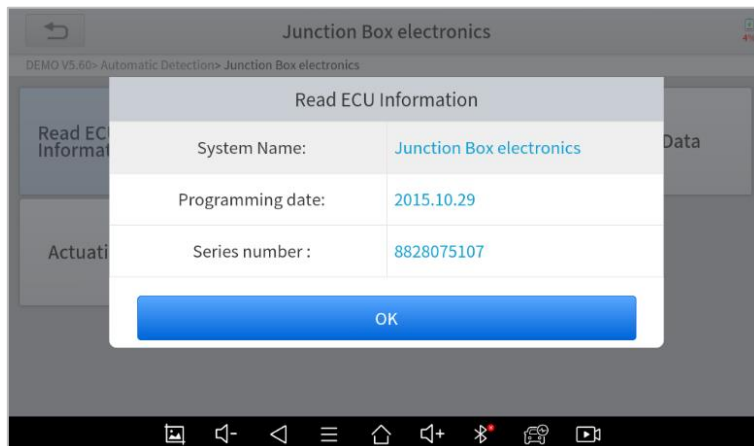 Junction Box electronics
DEMO V5.60> Automatic Detection> Junction Box electronics
Read ECU Information
Read EC
Informat
Data
System Name:
Junction Box electronics
Programming date:
2015.10.29
Actuati
Series number :
8828075107
OK